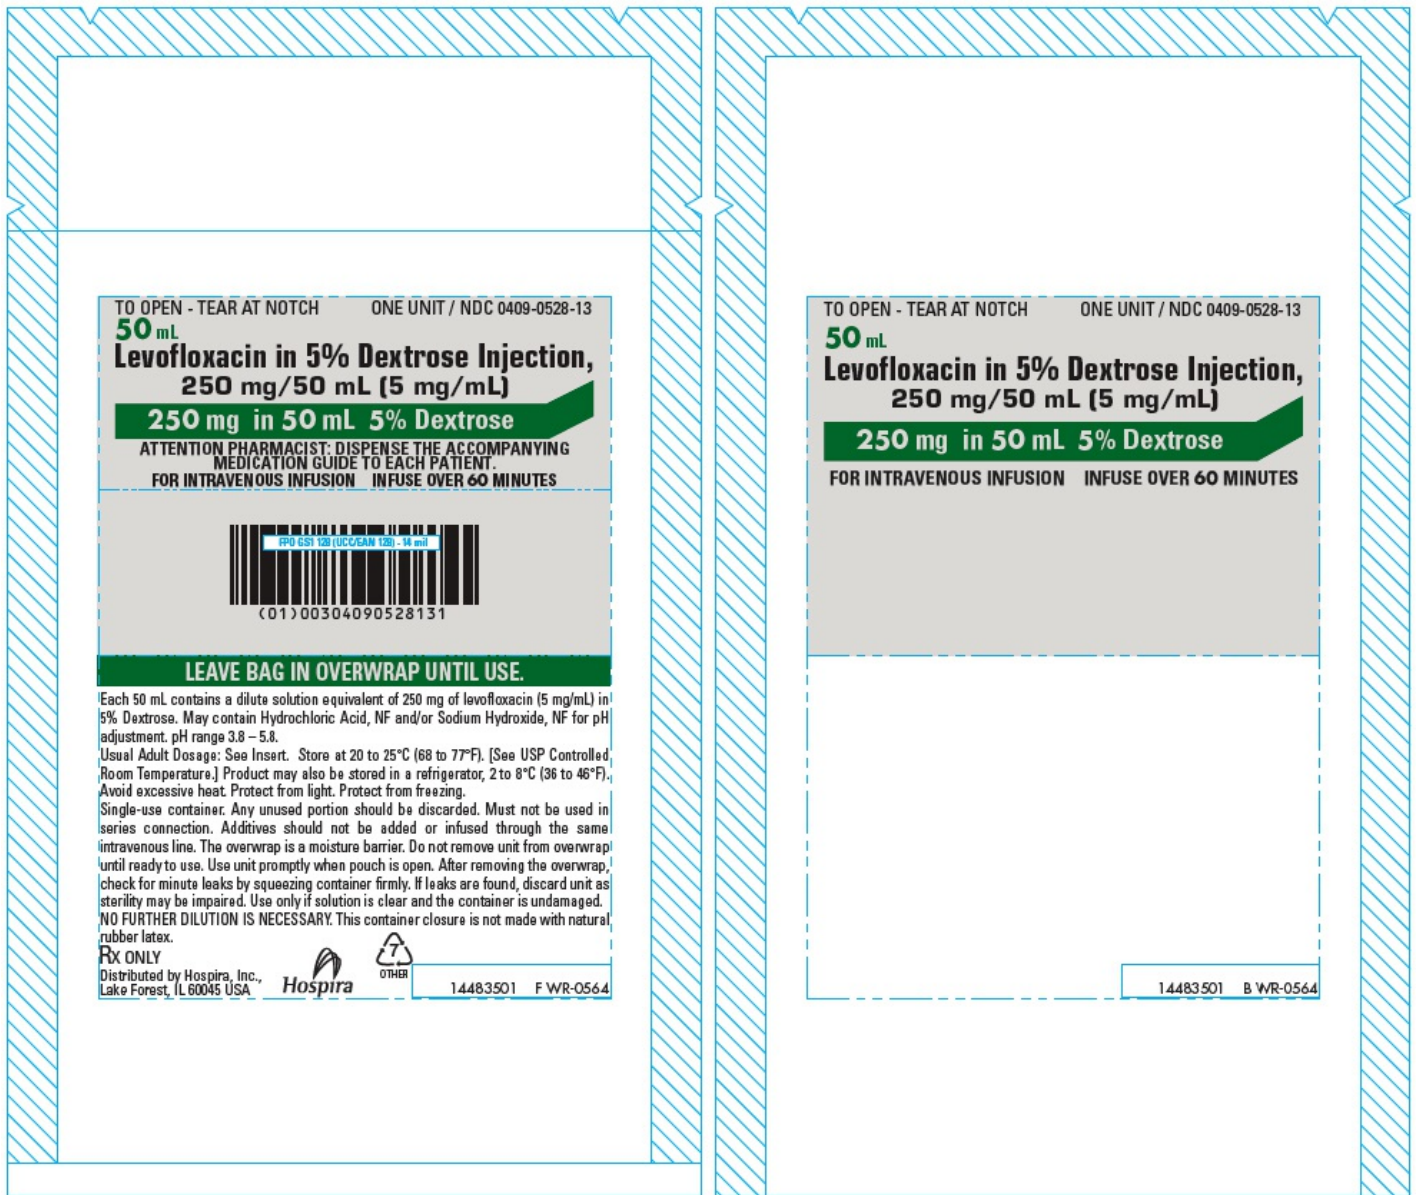 TO OPEN - TEAR AT NOTCH ONE UNIT / NDC 0409-0528-13
50 mL
Levofloxacin in 5% Dextrose Injection,
250 mg/50 mL (5 mg/mL)
250 mg in 50 mL 5% Dextrose
ATTENTION PHARMACIST: DISPENSE THE ACCOMPANYING
MEDICATION GUIDE TO EACH PATIENT.
FOR INTRAVENOUS INFUSION INFUSE OVER 60 MINUTES
FPO GS1 128 (UCC/EAN 128) - 14 mil
(01)00304090528131
LEAVE BAG IN OVERWRAP UNTIL USE.
Each 50 mL contains a dilute solution equivalent of 250 mg of levofloxacin (5 mg/mL) in
5% Dextrose. May contain Hydrochloric Acid, NF and/or Sodium Hydroxide, NF for pH
adjustment. pH range 3.8 – 5.8.
Usual Adult Dosage: See Insert. Store at 20 to 25°C (68 to 77°F). [See USP Controlled
Room Temperature.] Product may also be stored in a refrigerator, 2 to 8°C (36 to 46°F).
Avoid excessive heat. Protect from light. Protect from freezing.
Single-use container. Any unused portion should be discarded. Must not be used in
series connection. Additives should not be added or infused through the same
intravenous line. The overwrap is a moisture barrier. Do not remove unit from overwrap
until ready to use. Use unit promptly when pouch is open. After removing the overwrap,
check for minute leaks by squeezing container firmly. If leaks are found, discard unit as
sterility may be impaired. Use only if solution is clear and the container is undamaged.
NO FURTHER DILUTION IS NECESSARY. This container closure is not made with natural
rubber latex.
RX ONLY
Distributed by Hospira, Inc.,
Lake Forest, IL 60045 USA
Hospira
7
OTHER
14483501 F WR-0564
TO OPEN - TEAR AT NOTCH ONE UNIT / NDC 0409-0528-13
50 mL
Levofloxacin in 5% Dextrose Injection,
250 mg/50 mL (5 mg/mL)
250 mg in 50 mL 5% Dextrose
FOR INTRAVENOUS INFUSION INFUSE OVER 60 MINUTES
14483501 B WR-0564